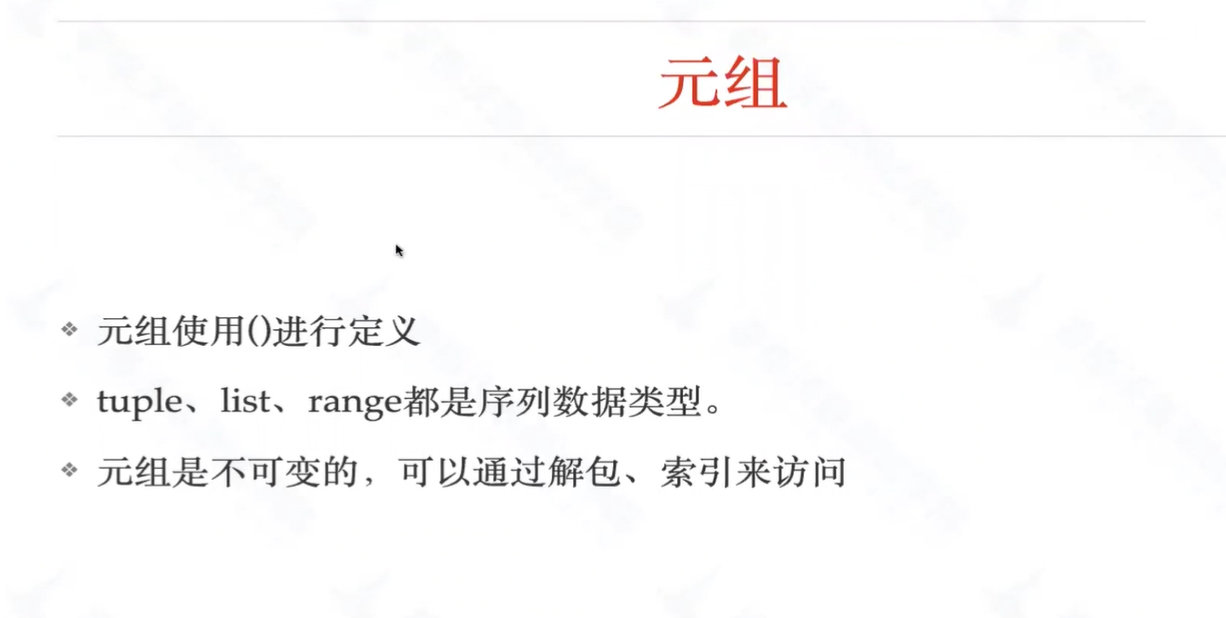 元组
元组使用()进行定义
tuple、list、range都是序列数据类型。
元组是不可变的，可以通过解包、索引来访问